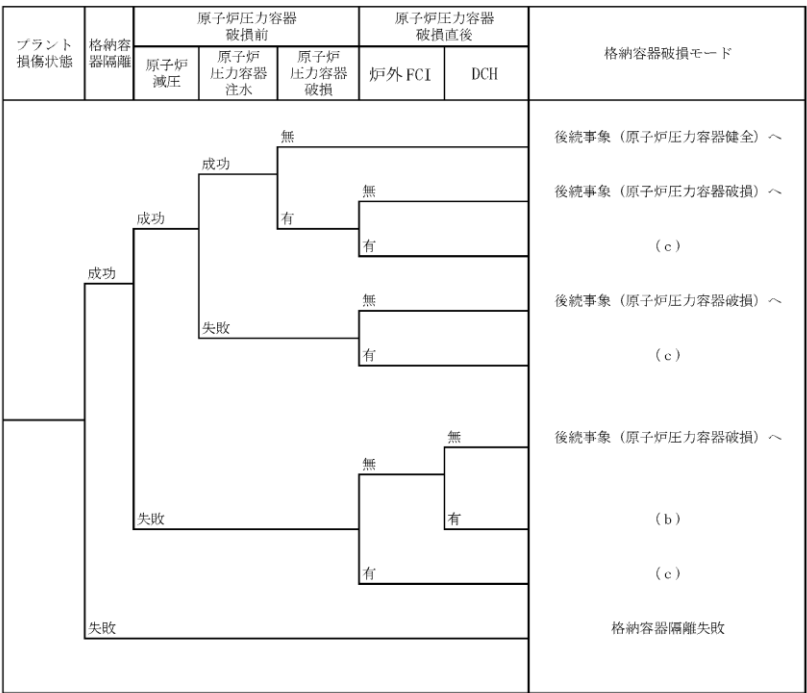 プラント
損傷状態
格納容
器隔離
原子炉圧力容器
破損前
原子炉圧力容器
破損直後
格納容器破損モード
原子炉
減圧
原子炉
圧力容器
注水
原子炉
圧力容器
破損
炉外FCI
DCH
無
後続事象（原子炉圧力容器健全）へ
成功
無
後続事象（原子炉圧力容器破損）へ
成功
有
有
（c）
成功
無
後続事象（原子炉圧力容器破損）へ
失敗
有
（c）
無
後続事象（原子炉圧力容器破損）へ
無
失敗
有
（b）
有
（c）
失敗
格納容器隔離失敗